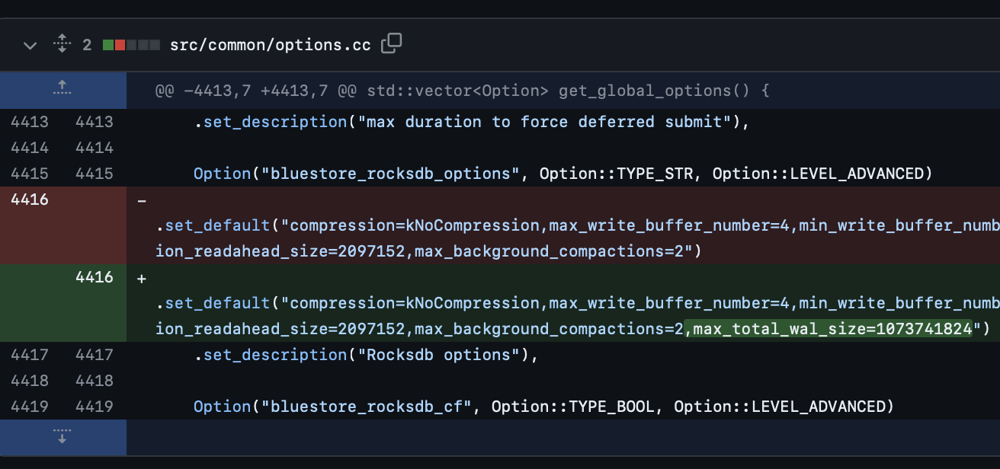 2 src/common/options.cc
@@ −4413,7 +4413,7 @@ std::vector<Option> get_global_options() {
4413 4413 .set_description("max duration to force deferred submit"),
4414 4414
4415 4415 Option("bluestore_rocksdb_options", Option::TYPE_STR, Option::LEVEL_ADVANCED)
4416 −
.set_default("compression=kNoCompression,max_write_buffer_number=4,min_write_buffer_numb
ion_readahead_size=2097152,max_background_compactions=2")
4416 +
.set_default("compression=kNoCompression,max_write_buffer_number=4,min_write_buffer_numb
ion_readahead_size=2097152,max_background_compactions=2,max_total_wal_size=1073741824")
4417 4417 .set_description("Rocksdb options"),
4418 4418
4419 4419 Option("bluestore_rocksdb_cf", Option::TYPE_BOOL, Option::LEVEL_ADVANCED)